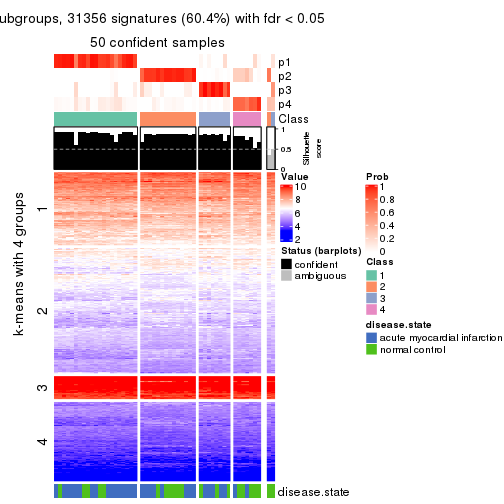 ubgroups, 31356 signatures (60.4%) with fdr < 0.05
50 confident samples
p1
p2
p3
p4
Class
1
0.5
0
Silhouette
score
k-means with 4 groups
1
2
3
4
Value
10
8
6
4
2
Status (barplots)
confident
ambiguous
Prob
1
0.8
0.6
0.4
0.2
0
Class
1
2
3
4
disease.state
acute myocardial infarction
normal control
disease.state